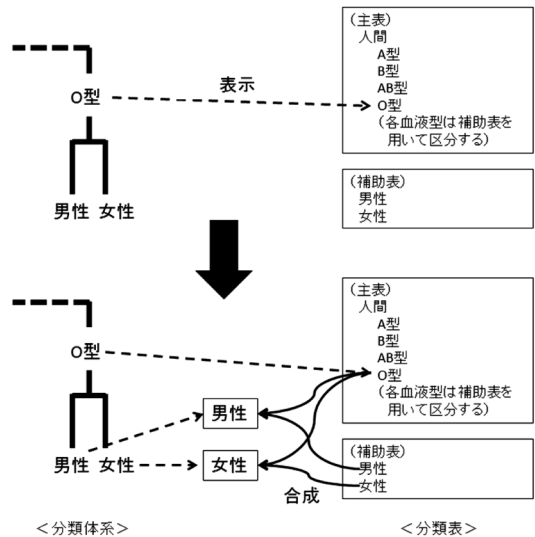 (主表)
人間
A型
B型
AB型
O型
(各血液型は補助表を
用いて区分する)
O型
表示
(補助表)
男性
女性
男性 女性
(主表)
人間
A型
B型
AB型
O型
(各血液型は補助表を
用いて区分する)
O型
男性
女性
男性 女性
合成
(補助表)
男性
女性
<分類体系>
<分類表>